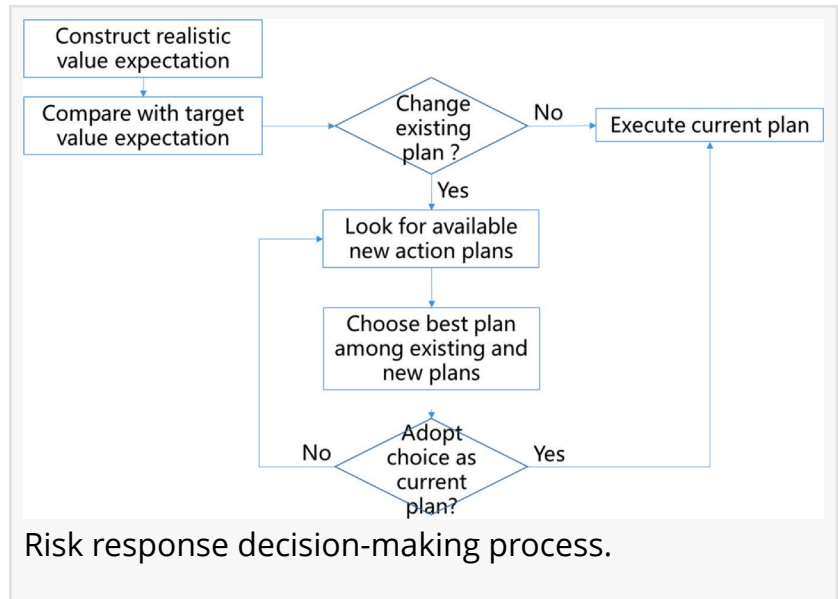 Construct realistic
value expectation
Compare with target
value expectation
Change
existing
plan ?
No
Execute current plan
Yes
Look for available
new action plans
Choose best plan
among existing and
new plans
Adopt
choice as
current
plan?
No
Yes
Risk response decision-making process.